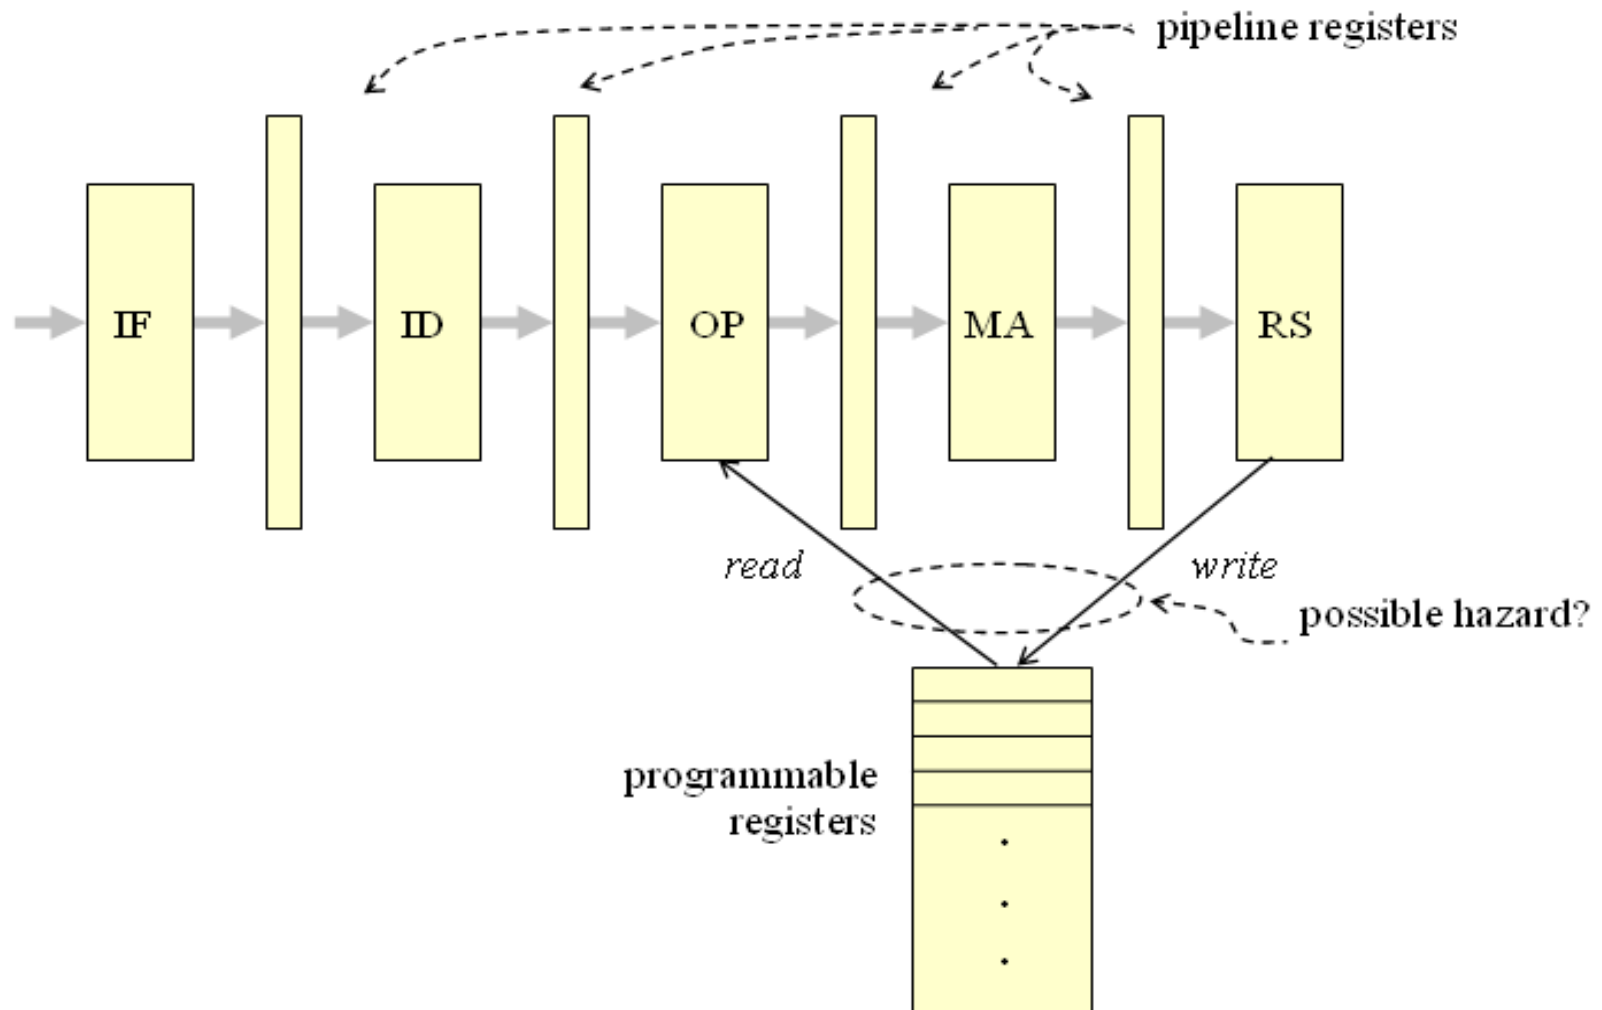 pipeline registers
IF
ID
OP
MA
RS
read
write
possible hazard?
programmable
registers